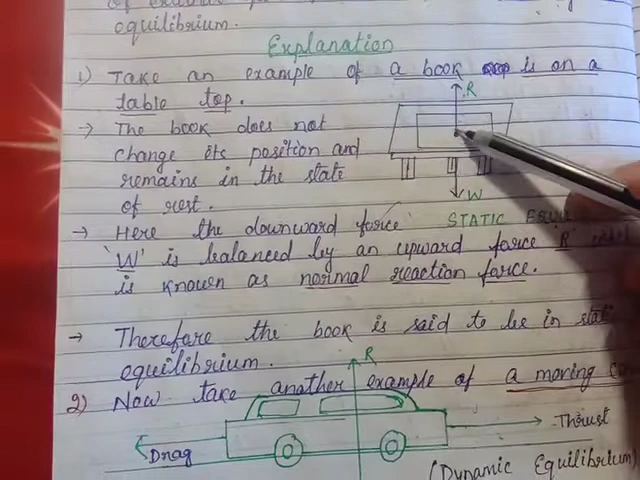 equilibrium.
Explanation
1) Take an example of a book is on a
table top.
R
→ The book does not
change its position and
remains in the state
of rest.
W
STATIC
→ Here the downward force
'W' is balanced by an upward force 'R'
is known as normal reaction force.
→ Therefore the book is said to be in
equilibrium.
R
2) Now take another example of a moving
Thrust
Drag
(Dynamic Equilibrium)